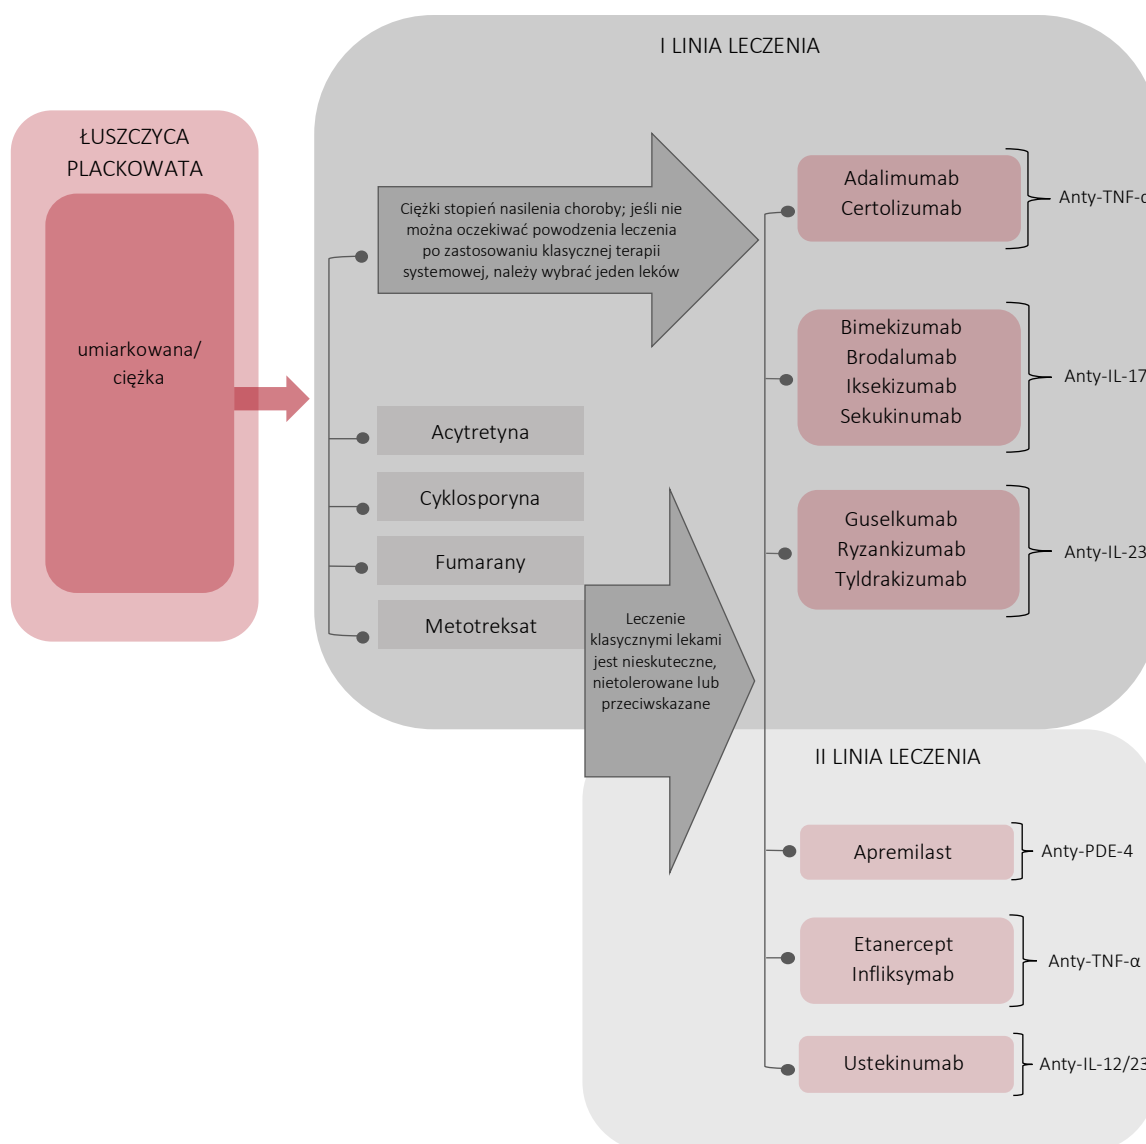 I LINIA LECZENIA
ŁUSZCZYCA
PLACKOWATA
umiarkowana/
ciężka
Ciężki stopień nasilenia choroby; jeśli nie
można oczekiwać powodzenia leczenia
po zastosowaniu klasycznej terapii
systemowej, należy wybrać jeden leków
Acytretyna
Cyklosporyna
Fumarany
Metotreksat
Leczenie
klasycznymi lekami
jest nieskuteczne,
nietolerowane lub
przeciwskazane
Adalimumab
Certolizumab
Anty-TNF-α
Bimekizumab
Brodalumab
Iksekizumab
Sekukinumab
Anty-IL-17
Guselkumab
Ryzankizumab
Tyldrakizumab
Anty-IL-23
II LINIA LECZENIA
Apremilast
Anty-PDE-4
Etanercept
Infliksymab
Anty-TNF-α
Ustekinumab
Anty-IL-12/23